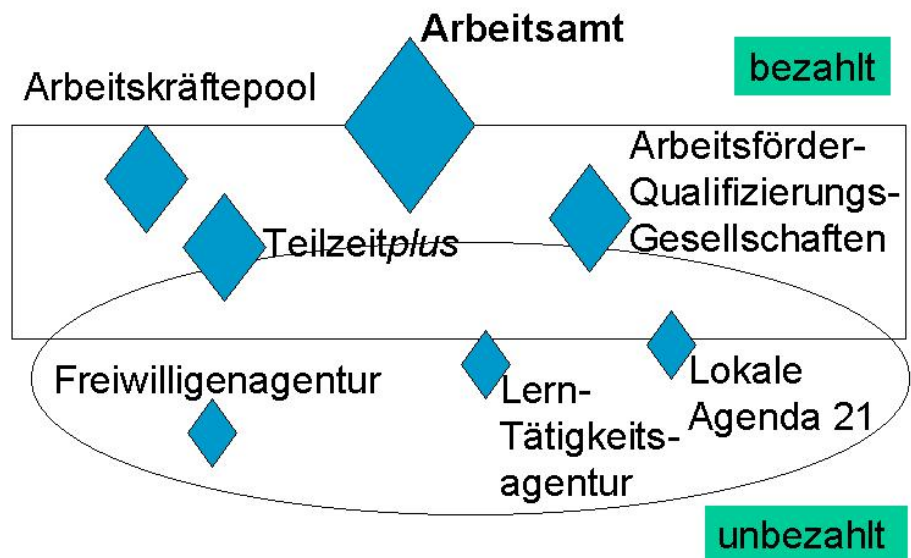 Arbeitsamt
bezahlt
Arbeitskräftepool
Arbeitsförder-
Qualifizierungs-
Gesellschaften
Teilzeitplus
Freiwilligenagentur
Lern-
Tätigkeits-
agentur
Lokale
Agenda 21
unbezahlt